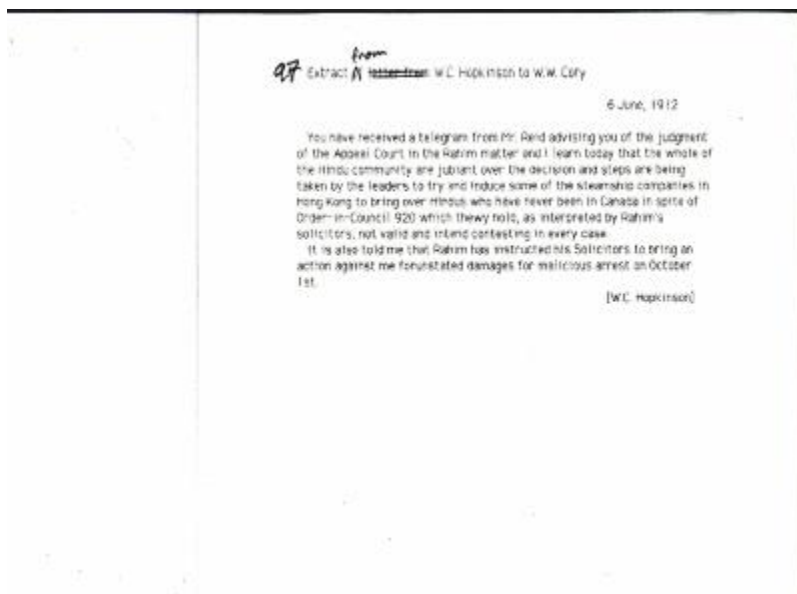 from
97 Extract letter from W.C. Hopkinson to W.W. Cory
6 June, 1912
You have received a telegram from Mr. Reid advising you of the judgment
of the Appeal Court in the Rahim matter and I learn today that the whole of
the Hindu community are jubiant over the decision and steps are being
taken by the leaders to try and induce some of the steamship companies in
Hong Kong to bring over Hindus who have never been in Canada in spite of
Order-in-Council 920 which thewy hold, as interpreted by Rahim's
solicitors, not valid and intend contesting in every case.
It is also told me that Rahim has instructed his Solicitors to bring an
action against me forunstated damages for malicious arrest on October
1st.
[W.C. Hopkinson]